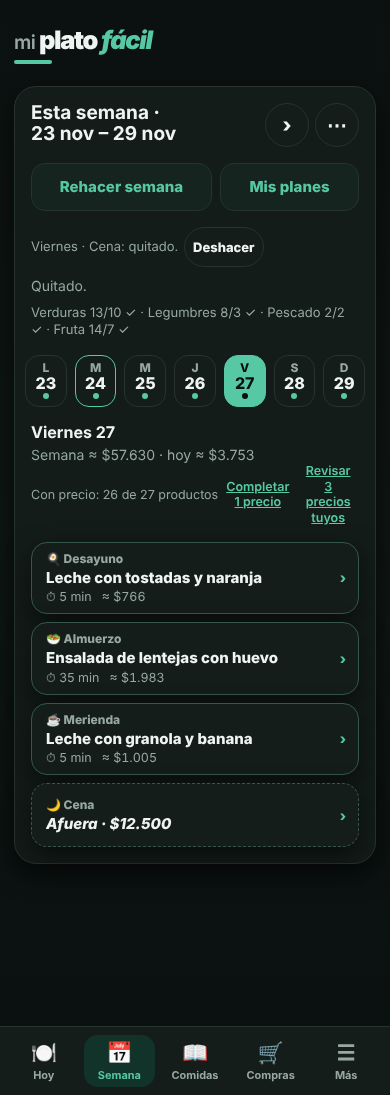 mi plato fácil
Esta semana ·
23 nov – 29 nov
›
⋯
Rehacer semana
Mis planes
Viernes · Cena: quitado.
Deshacer
Quitado.
Verduras 13/10 ✓ · Legumbres 8/3 ✓ · Pescado 2/2
✓ · Fruta 14/7 ✓
L M M J V S D
23 24 25 26 27 28 29
Viernes 27
Semana ≈ $57.630 · hoy ≈ $3.753
Con precio: 26 de 27 productos
Completar
1 precio
Revisar
3
precios
tuyos
🍳 Desayuno
Leche con tostadas y naranja
⏱ 5 min ≈ $766
›
🥗 Almuerzo
Ensalada de lentejas con huevo
⏱ 35 min ≈ $1.983
›
☕ Merienda
Leche con granola y banana
⏱ 5 min ≈ $1.005
›
🌙 Cena
Afuera · $12.500
›
Hoy
Semana
Comidas
Compras
Más